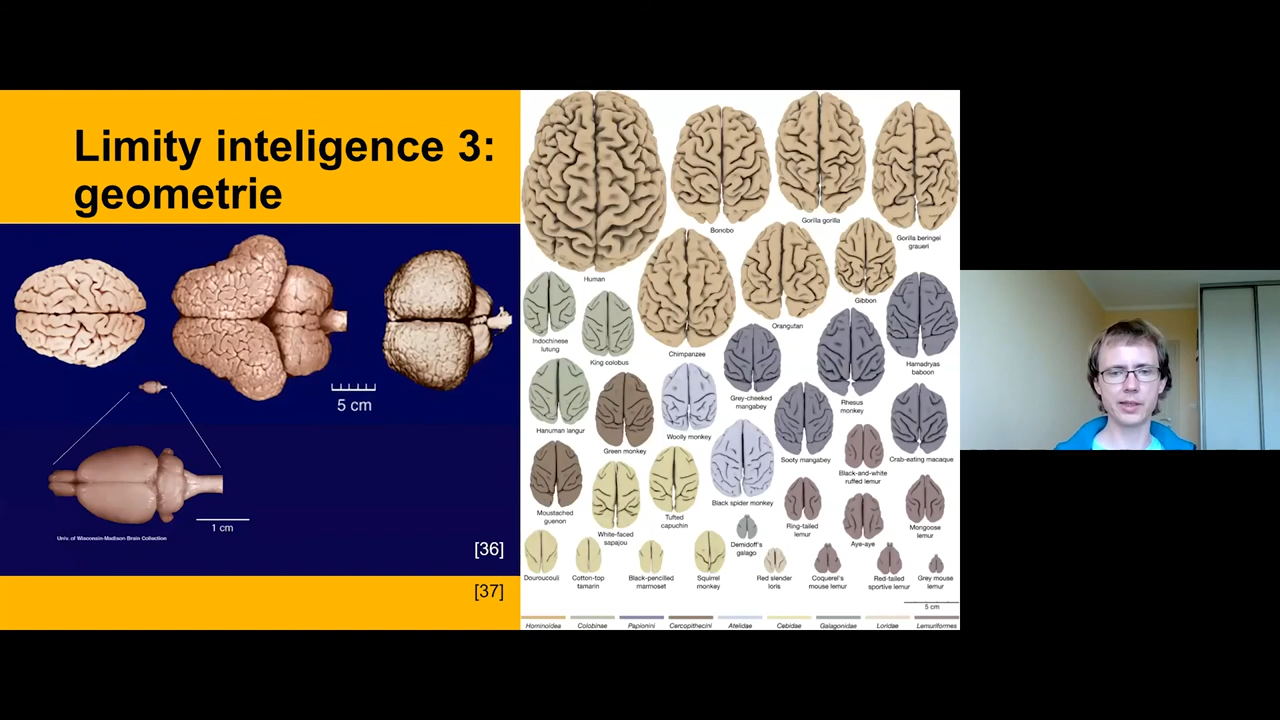 Limity inteligence 3:
geometrie
5 cm
1 cm
Univ. of Wisconsin-Madison Brain Collection
[36]
[37]
Human
Bonobo
Gorilla gorilla
Gorilla beringei
graueri
Chimpanzee
Orangutan
Gibbon
Indochinese
lutung
King colobus
Hamadryas
baboon
Grey-cheeked
mangabey
Rhesus
monkey
Hanuman langur
Green monkey
Woolly monkey
Sooty mangabey
Crab-eating macaque
Black-and-white
ruffed lemur
Moustached
guenon
White-faced
sapajou
Tufted
capuchin
Black spider monkey
Ring-tailed
lemur
Aye-aye
Mongoose
lemur
Demidoff's
galago
Douroucouli
Cotton-top
tamarin
Black-pencilled
marmoset
Squirrel
monkey
Red slender
loris
Coquerel's
mouse lemur
Red-tailed
sportive lemur
Grey mouse
lemur
5 cm
Hominoidea
Colobinae
Papionini
Cercopithecini
Atelidae
Cebidae
Galagonidae
Loridae
Lemuriformes